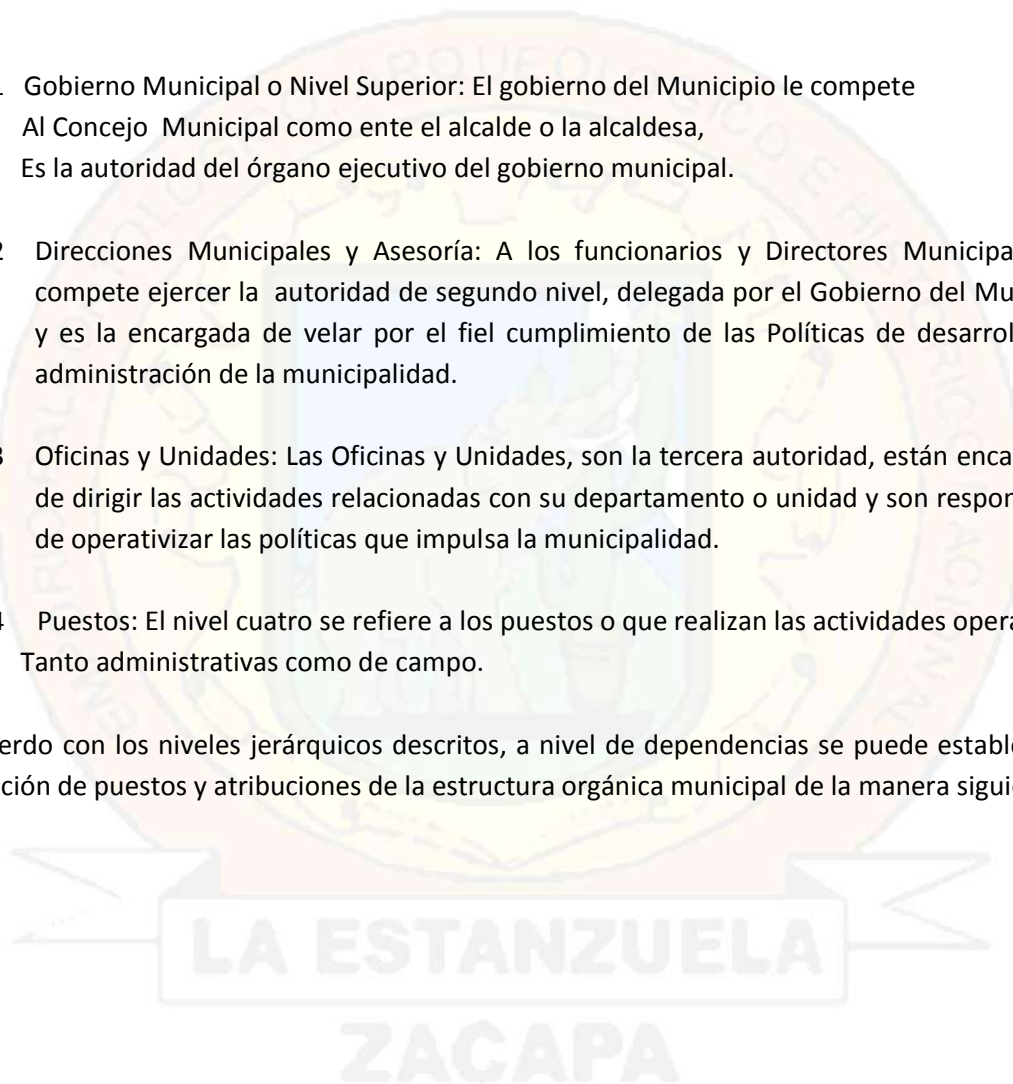 1 Gobierno Municipal o Nivel Superior: El gobierno del Municipio le compete
Al Concejo Municipal como ente el alcalde o la alcaldesa,
Es la autoridad del órgano ejecutivo del gobierno municipal.
2 Direcciones Municipales y Asesoría: A los funcionarios y Directores Municipa
compete ejercer la autoridad de segundo nivel, delegada por el Gobierno del Mu
y es la encargada de velar por el fiel cumplimiento de las Políticas de desarrol
administración de la municipalidad.
3 Oficinas y Unidades: Las Oficinas y Unidades, son la tercera autoridad, están enca
de dirigir las actividades relacionadas con su departamento o unidad y son respon
de operativizar las políticas que impulsa la municipalidad.
4 Puestos: El nivel cuatro se refiere a los puestos o que realizan las actividades opera
Tanto administrativas como de campo.
erdo con los niveles jerárquicos descritos, a nivel de dependencias se puede estable
ción de puestos y atribuciones de la estructura orgánica municipal de la manera sigui
LA ESTANZUELA
ZACAPA